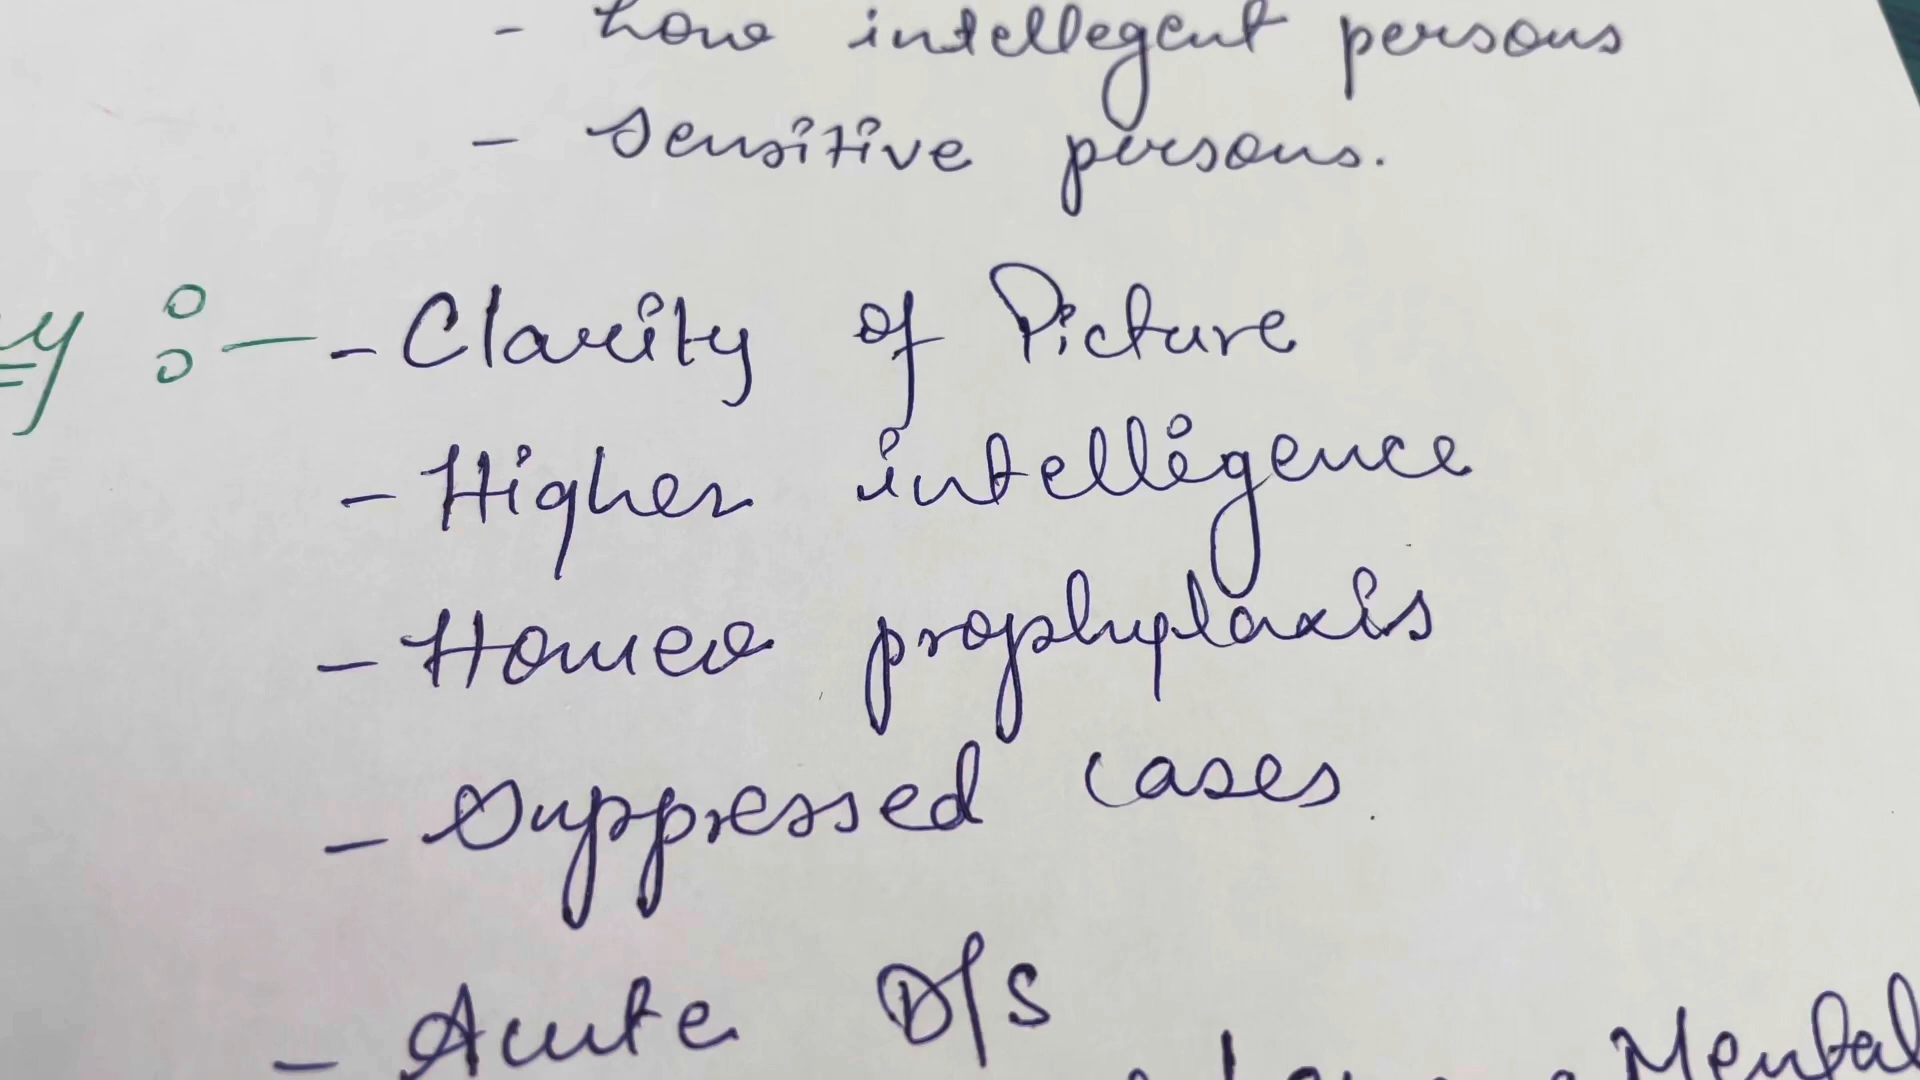 - Low intellegent persons
- Sensitive persons.
- Clarity of Picture
- Higher intelligence
- Homeo prophylaxis
- Suppressed cases
- Acute D/s
Mental